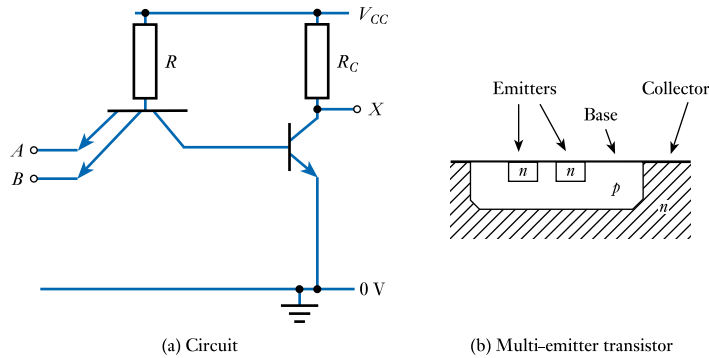 V_CC
R
R_C
X
A
B
0 V
(a) Circuit
Emitters
Collector
Base
n
n
p
n
(b) Multi–emitter transistor